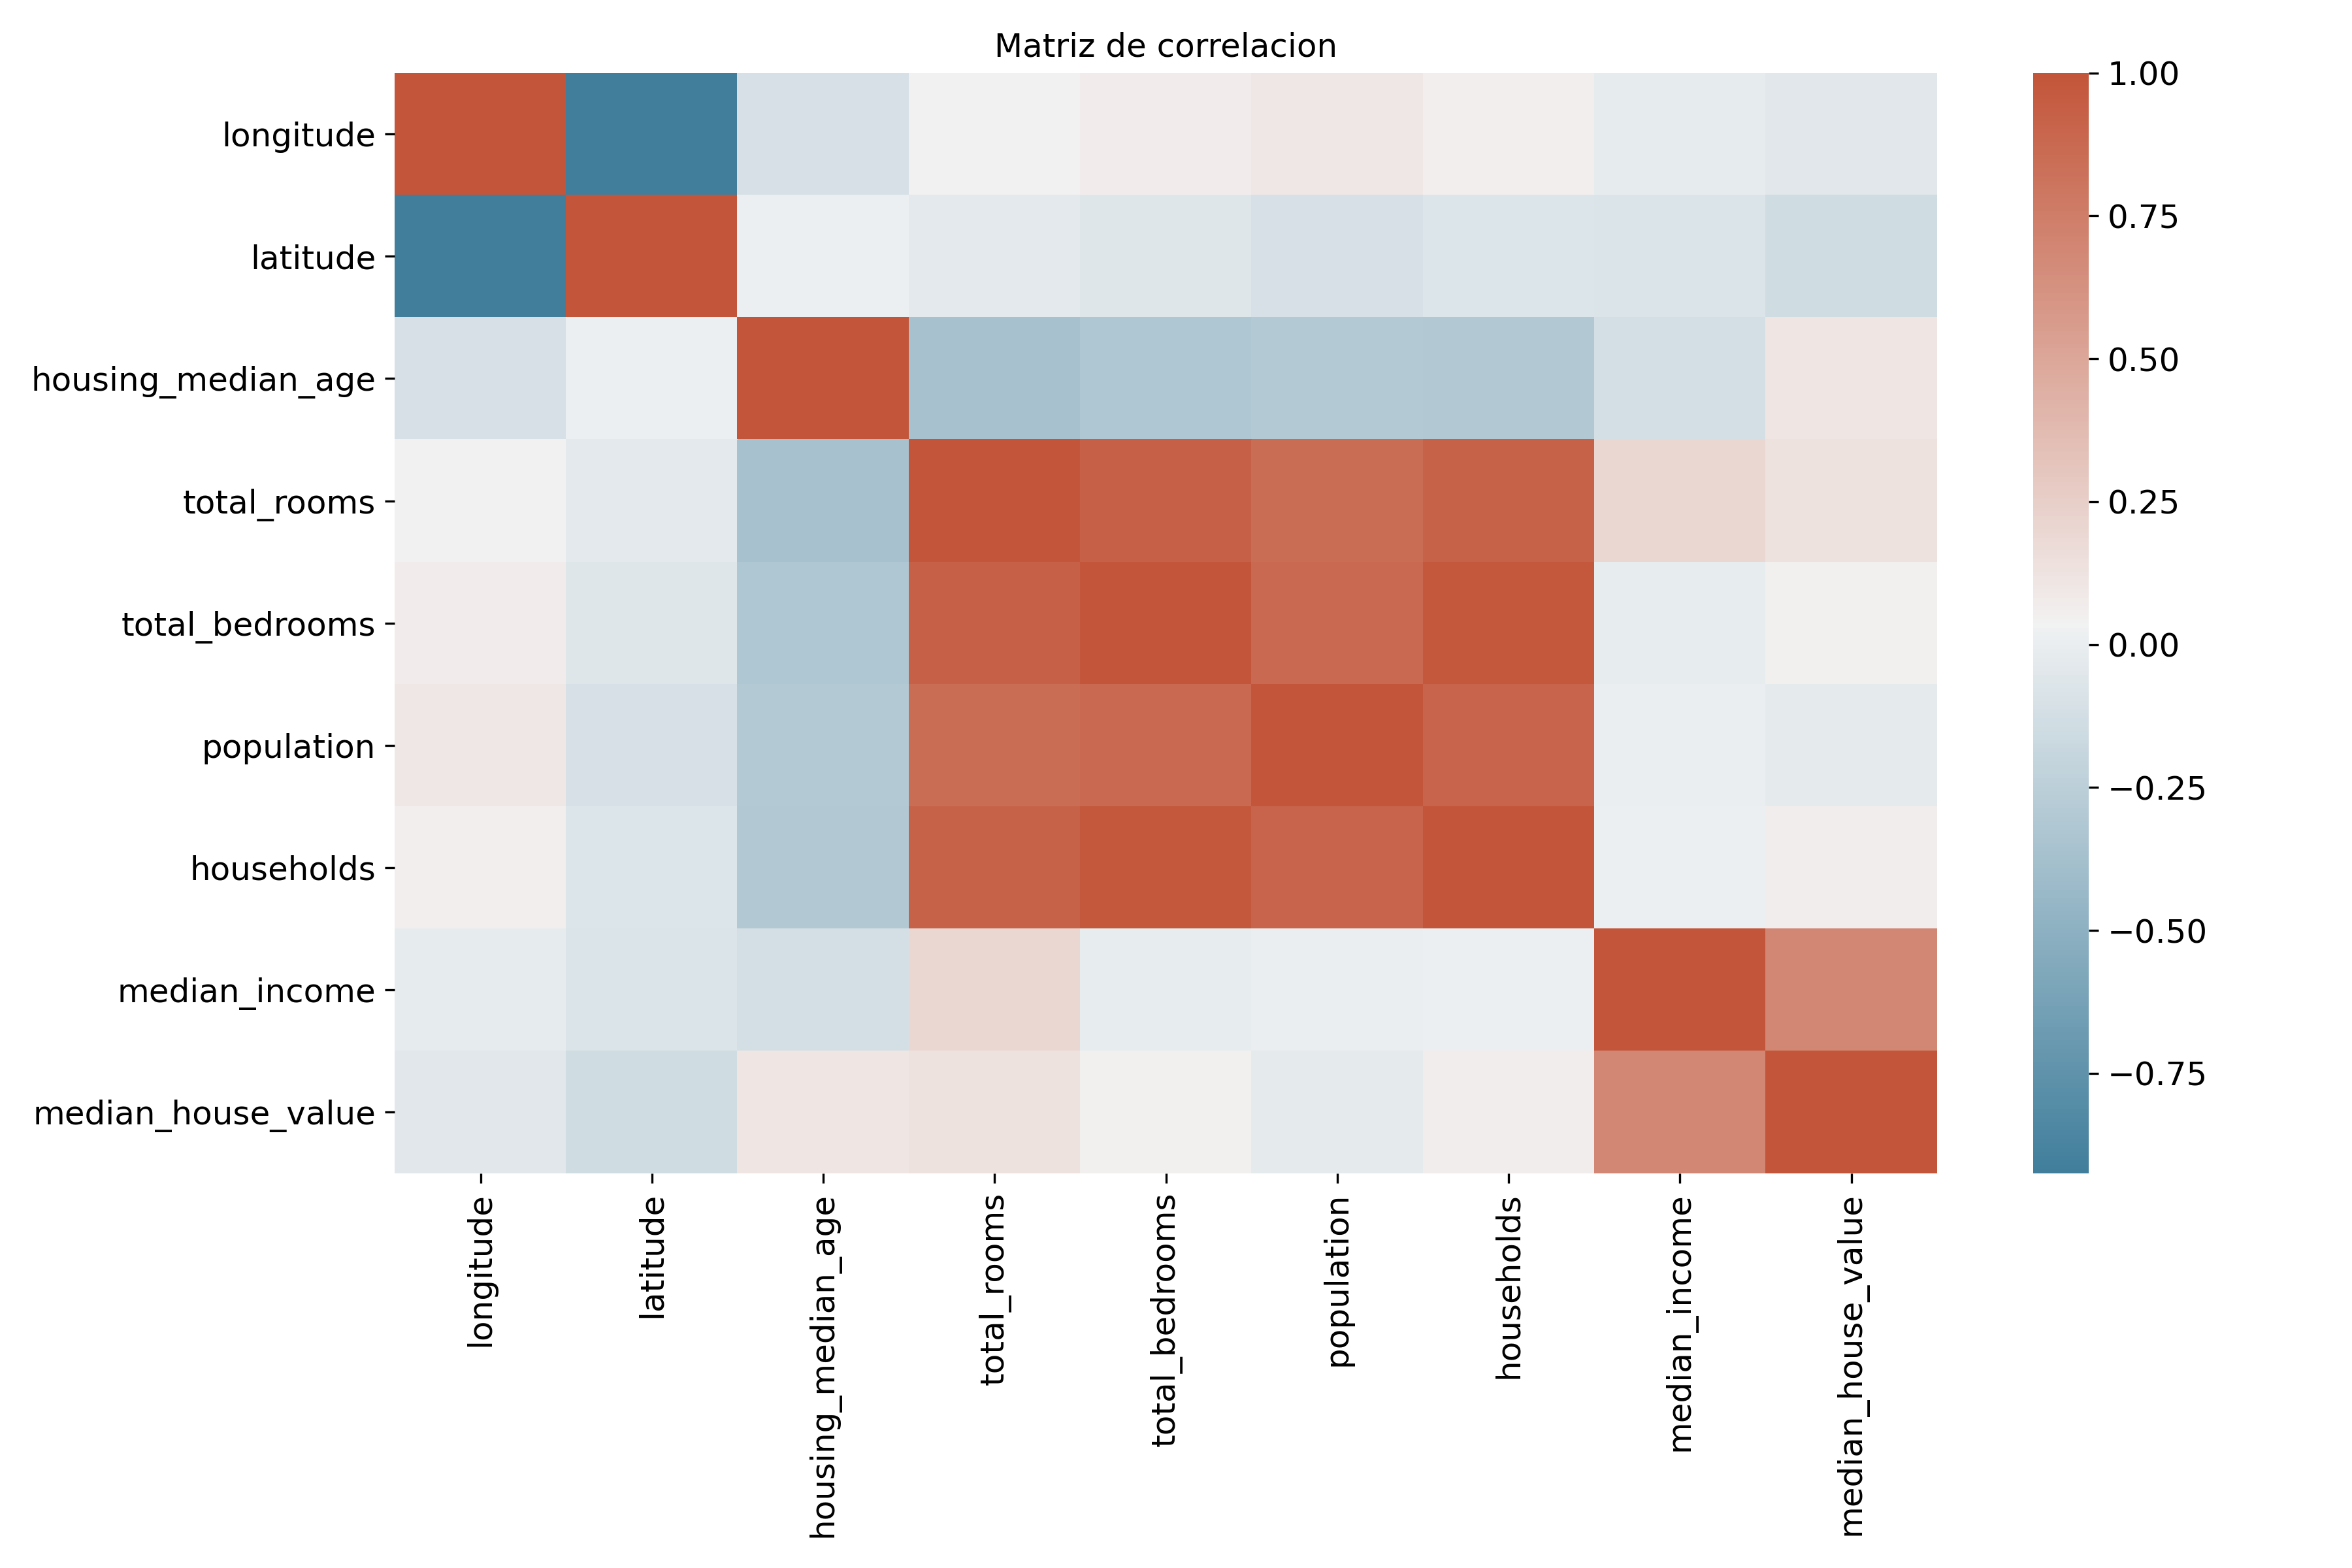 Matriz de correlacion
longitude
latitude
housing_median_age
total_rooms
total_bedrooms
population
households
median_income
median_house_value
longitude
latitude
housing_median_age
total_rooms
total_bedrooms
population
households
median_income
median_house_value
1.00
0.75
0.50
0.25
0.00
−0.25
−0.50
−0.75